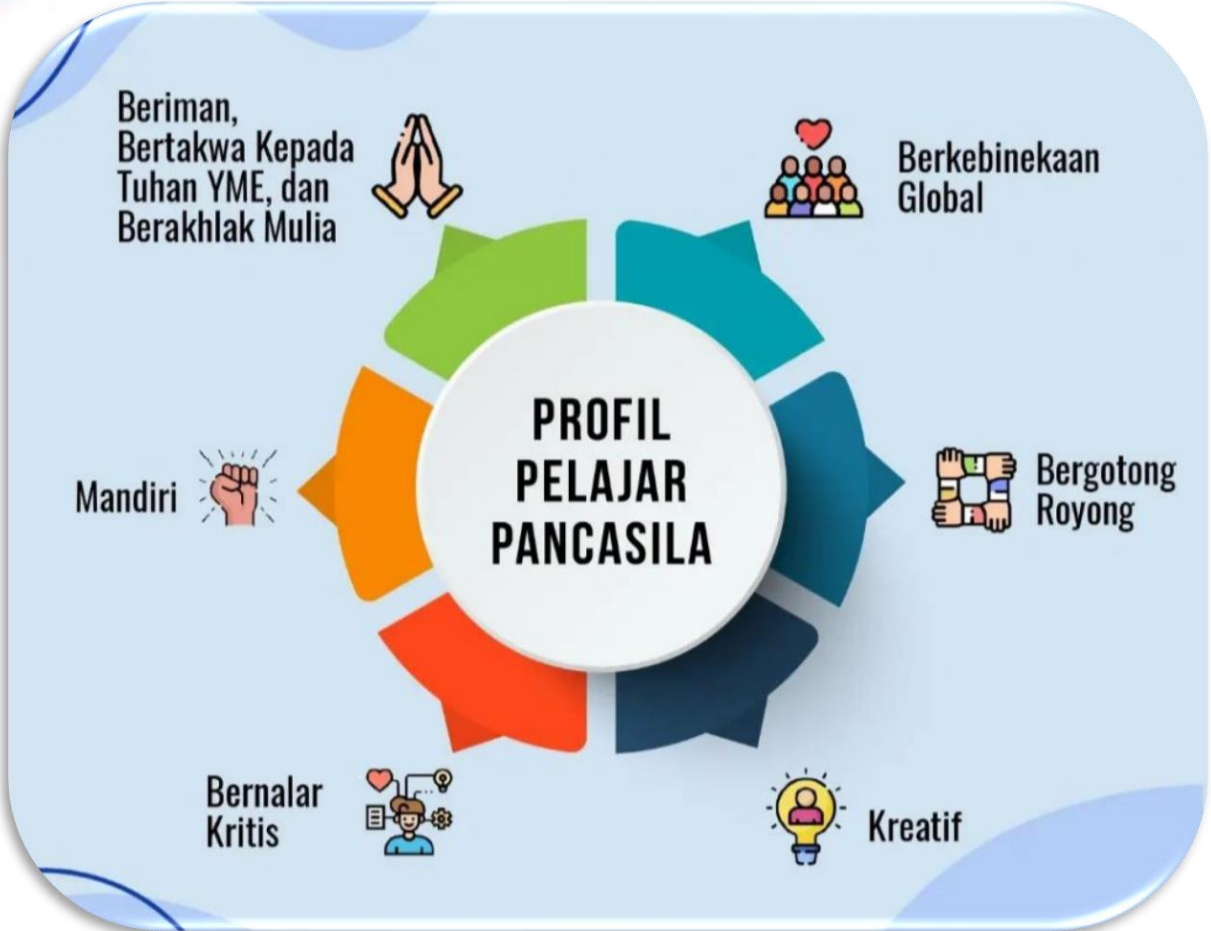 Beriman,
Bertakwa Kepada
Tuhan YME, dan
Berakhlak Mulia
Berkebinekaan
Global
PROFIL
PELAJAR
PANCASILA
Mandiri
Bergotong
Royong
Bernalar
Kritis
Kreatif